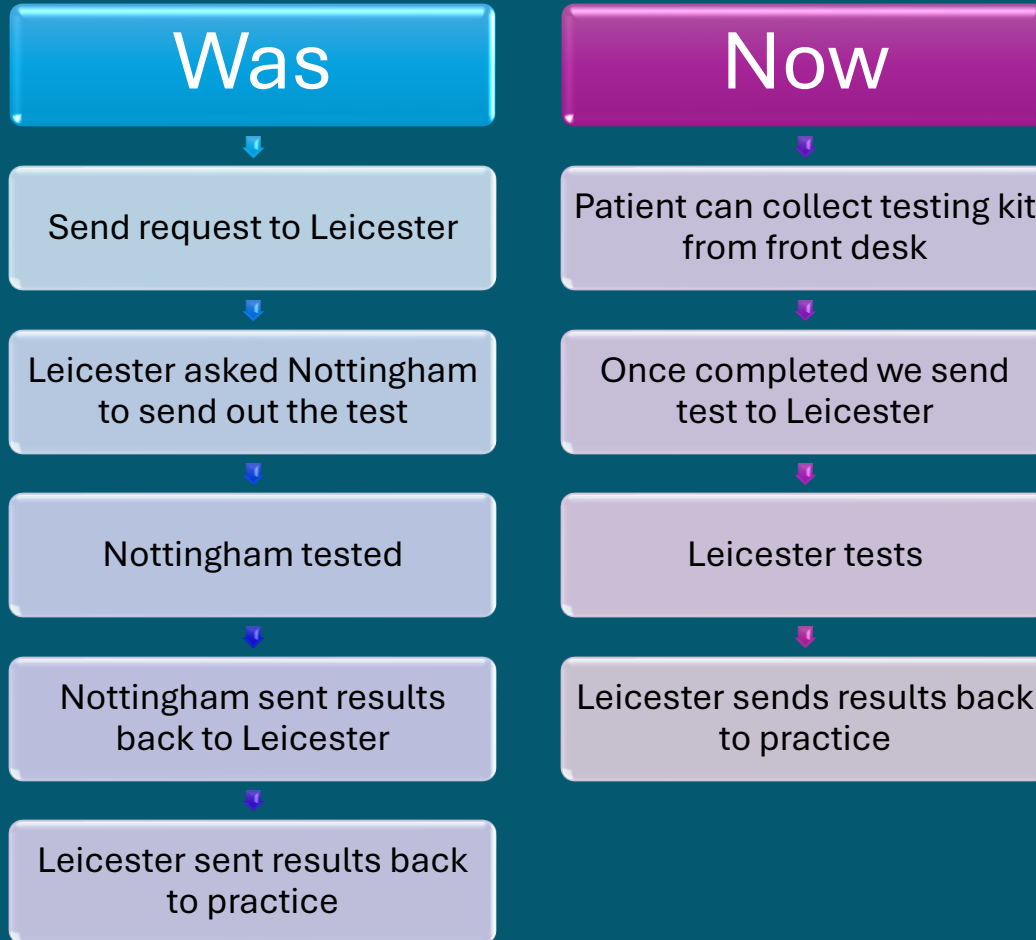 Was
Send request to Leicester
Leicester asked Nottingham
to send out the test
Nottingham tested
Nottingham sent results
back to Leicester
Leicester sent results back
to practice
Now
Patient can collect testing kit
from front desk
Once completed we send
test to Leicester
Leicester tests
Leicester sends results back
to practice